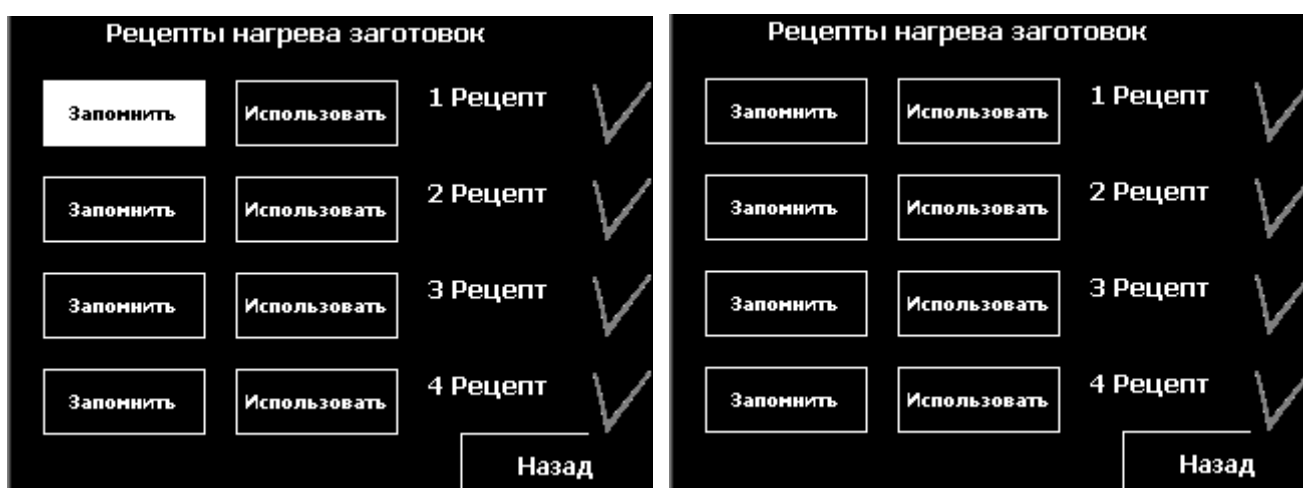 Рецепты нагрева заготовок
Запомнить Использовать 1 Рецепт
Запомнить Использовать 2 Рецепт
Запомнить Использовать 3 Рецепт
Запомнить Использовать 4 Рецепт
Назад
Рецепты нагрева заготовок
Запомнить Использовать 1 Рецепт
Запомнить Использовать 2 Рецепт
Запомнить Использовать 3 Рецепт
Запомнить Использовать 4 Рецепт
Назад